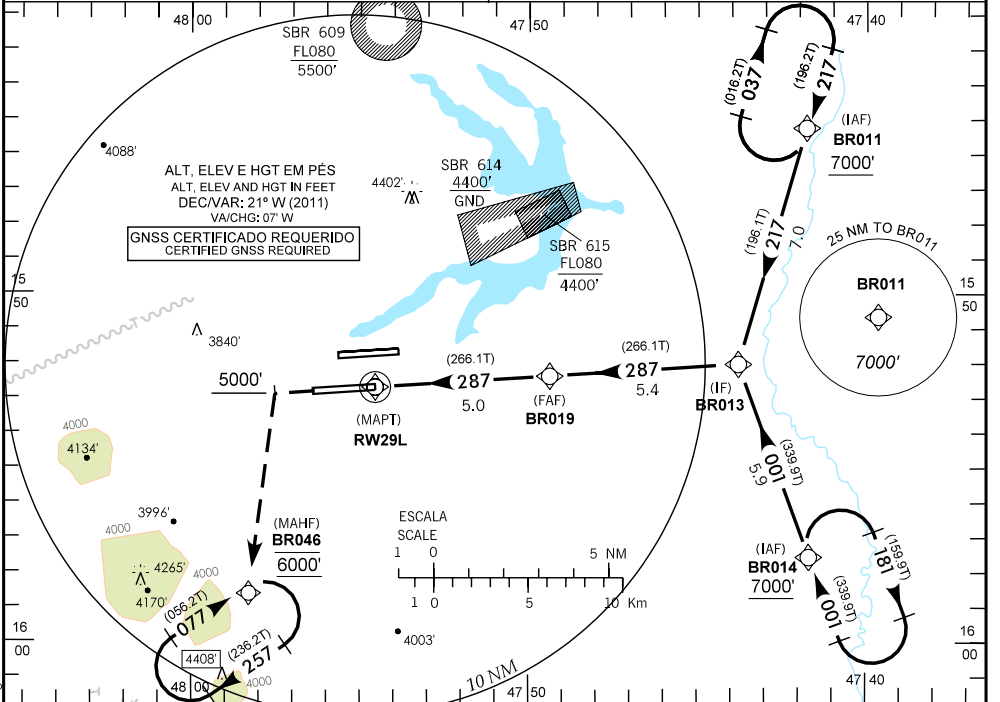 48 00
47 50
47 40
SBR 609
FL080
5500'
(016.2T)
037
(196.2T)
217
(IAF)
BR011
7000'
4088'
ALT, ELEV E HGT EM PÉS
ALT, ELEV AND HGT IN FEET
DEC/VAR: 21º W (2011)
VA/CHG: 07' W
GNSS CERTIFICADO REQUERIDO
CERTIFIED GNSS REQUIRED
4402'
SBR 614
4400'
GND
SBR 615
FL080
4400'
(196.1T)
217
7.0
25 NM TO BR011
BR011
7000'
15
50
15
50
T
3840'
5000'
(266.1T)
287
5.0
(266.1T)
287
5.4
(MAPT)
RW29L
(FAF)
BR019
(IF)
BR013
4000
4134'
3996'
4000
4265'
4170'
4000
(MAHF)
BR046
6000'
ESCALA
SCALE
1 0 5 NM
1 0 5 10 Km
(339.9T)
001
5.9
(IAF)
BR014
7000'
(159.9T)
181
(339.9T)
001
(056.2T)
077
(236.2T)
257
4408'
4000
4003'
10 NM
16
00
16
00
T
48 00
47 50
47 40